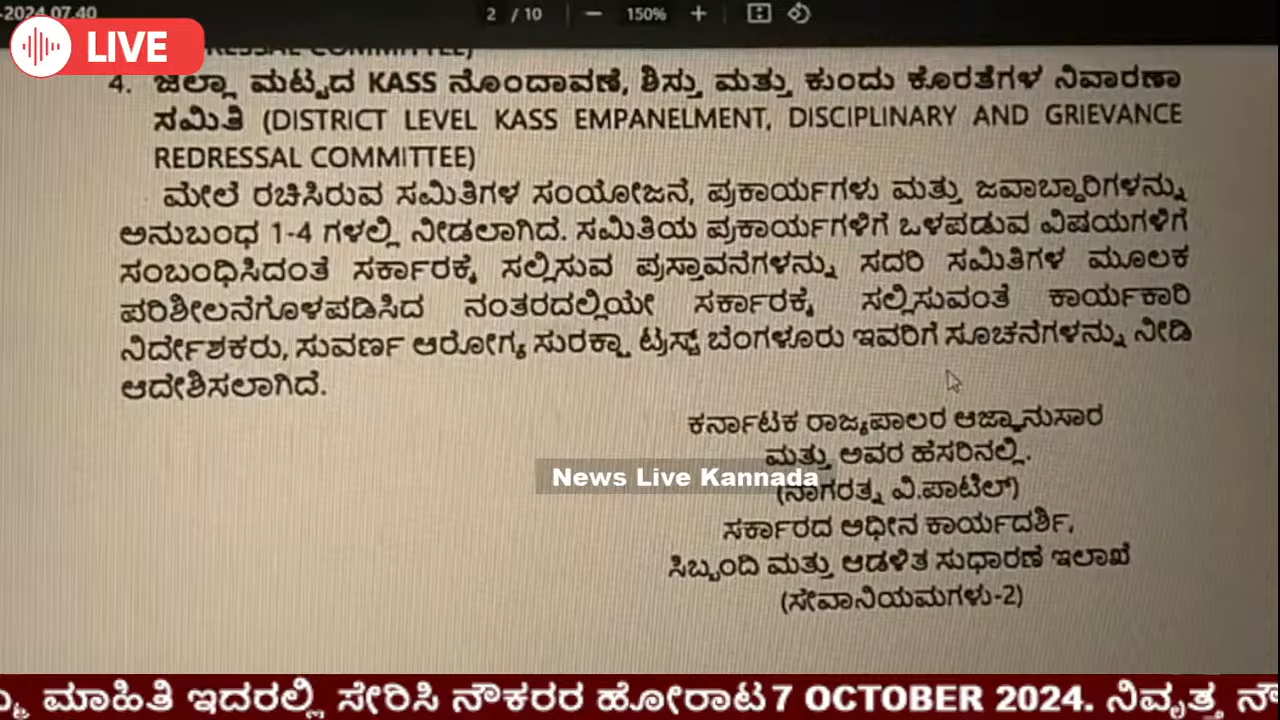 -2024 07.40
2 / 10
150%
LIVE
RESSAL COMMITTEE)
4. ಜಿಲ್ಲಾ ಮಟ್ಟದ KASS ನೊಂದಾವಣೆ, ಶಿಸ್ತು ಮತ್ತು ಕುಂದು ಕೊರತೆಗಳ ನಿವಾರಣಾ
ಸಮಿತಿ (DISTRICT LEVEL KASS EMPANELMENT, DISCIPLINARY AND GRIEVANCE
REDRESSAL COMMITTEE)
ಮೇಲೆ ರಚಿಸಿರುವ ಸಮಿತಿಗಳ ಸಂಯೋಜನೆ, ಪ್ರಕಾರ್ಯಗಳು ಮತ್ತು ಜವಾಬ್ದಾರಿಗಳನ್ನು
ಅನುಬಂಧ 1-4 ಗಳಲ್ಲಿ ನೀಡಲಾಗಿದೆ. ಸಮಿತಿಯ ಪ್ರಕಾರ್ಯಗಳಿಗೆ ಒಳಪಡುವ ವಿಷಯಗಳಿಗೆ
ಸಂಬಂಧಿಸಿದಂತೆ ಸರ್ಕಾರಕ್ಕೆ ಸಲ್ಲಿಸುವ ಪ್ರಸ್ತಾವನೆಗಳನ್ನು ಸದರಿ ಸಮಿತಿಗಳ ಮೂಲಕ
ಪರಿಶೀಲನೆಗೊಳಪಡಿಸಿದ ನಂತರದಲ್ಲಿಯೇ ಸರ್ಕಾರಕ್ಕೆ ಸಲ್ಲಿಸುವಂತೆ ಕಾರ್ಯಕಾರಿ
ನಿರ್ದೇಶಕರು, ಸುವರ್ಣ ಆರೋಗ್ಯ ಸುರಕ್ಷಾ ಟ್ರಸ್ಟ್ ಬೆಂಗಳೂರು ಇವರಿಗೆ ಸೂಚನೆಗಳನ್ನು ನೀಡಿ
ಆದೇಶಿಸಲಾಗಿದೆ.
ಕರ್ನಾಟಕ ರಾಜ್ಯಪಾಲರ ಆಜ್ಞಾನುಸಾರ
ಮತ್ತು ಅವರ ಹೆಸರಿನಲ್ಲಿ.
News Live Kannada
(ನಾಗರತ್ನ ವಿ.ಪಾಟೀಲ್)
ಸರ್ಕಾರದ ಅಧೀನ ಕಾರ್ಯದರ್ಶಿ,
ಸಿಬ್ಬಂದಿ ಮತ್ತು ಆಡಳಿತ ಸುಧಾರಣೆ ಇಲಾಖೆ
(ಸೇವಾನಿಯಮಗಳು-2)
ಮಾಹಿತಿ ಇದರಲ್ಲಿ ಸೇರಿಸಿ ನೌಕರರ ಹೋರಾಟ 7 OCTOBER 2024. ನಿವೃತ್ತ